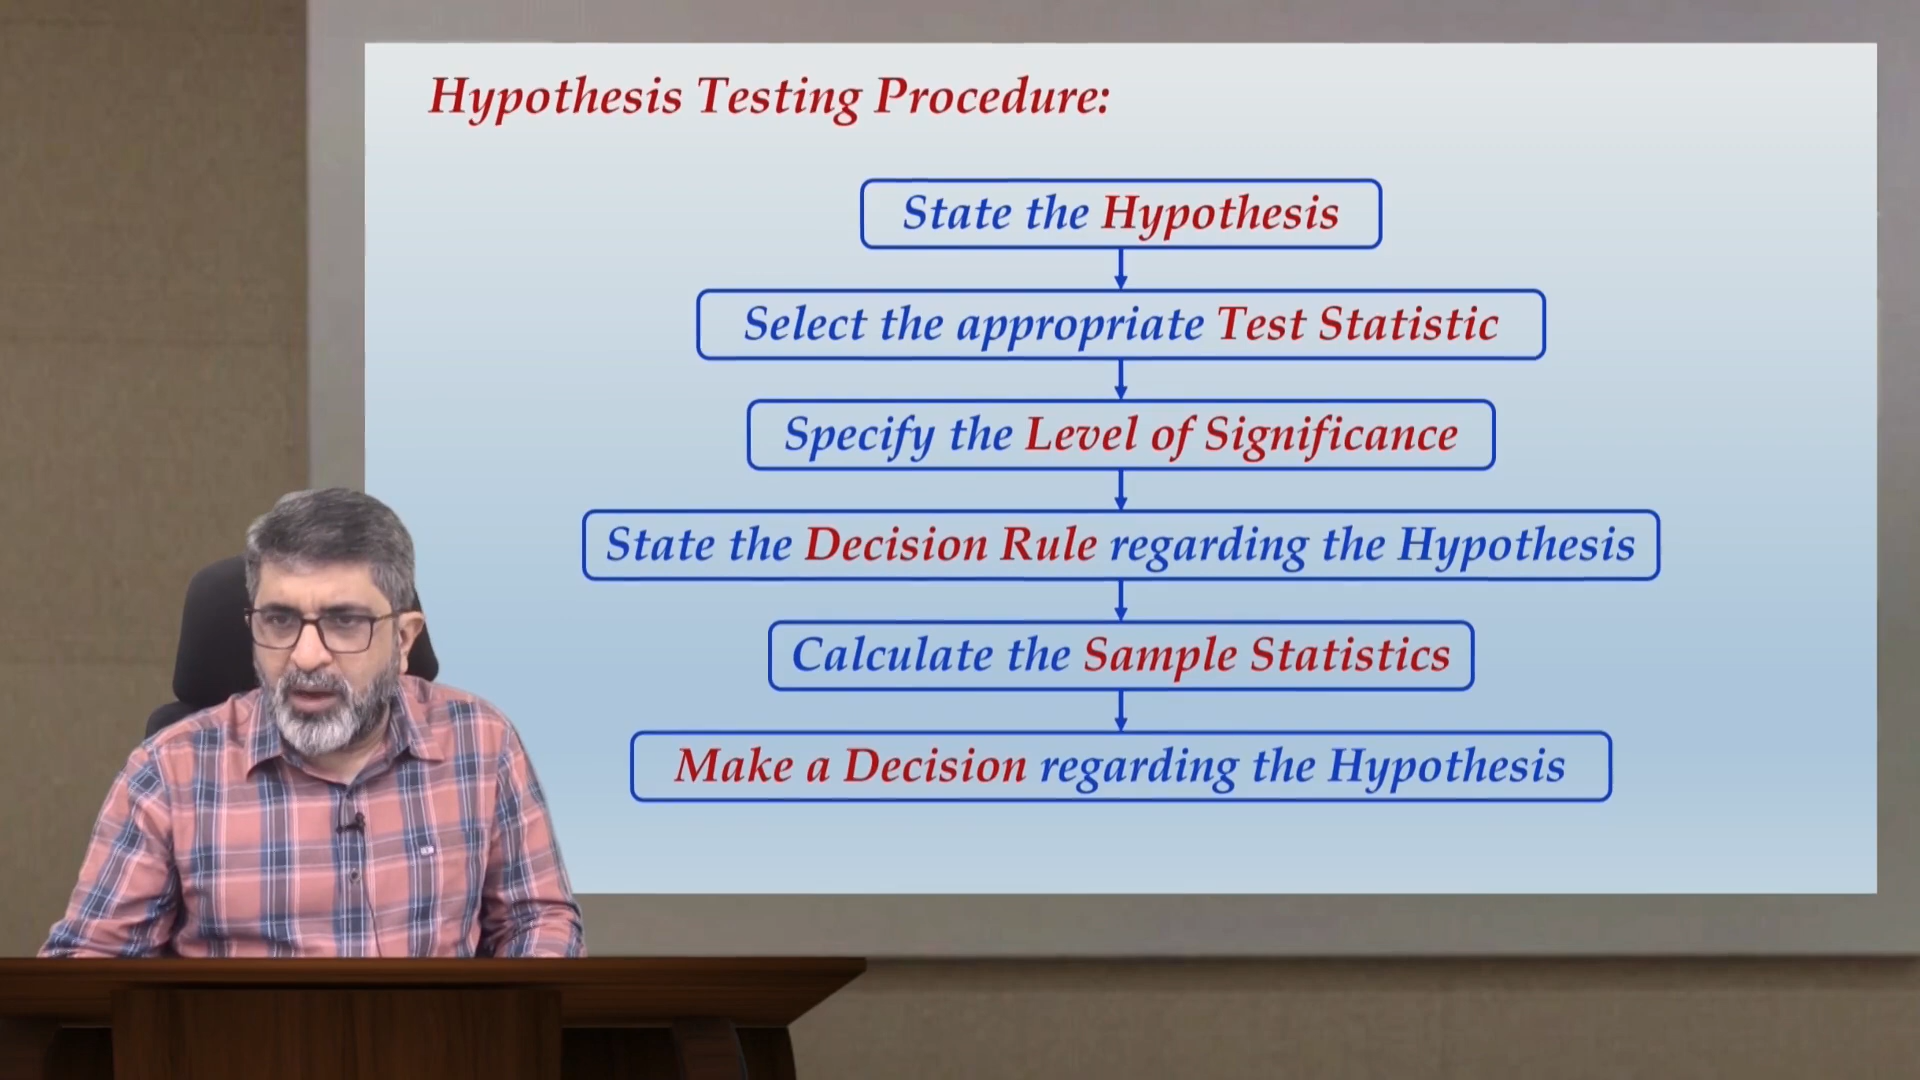 Hypothesis Testing Procedure:
State the Hypothesis
Select the appropriate Test Statistic
Specify the Level of Significance
State the Decision Rule regarding the Hypothesis
Calculate the Sample Statistics
Make a Decision regarding the Hypothesis